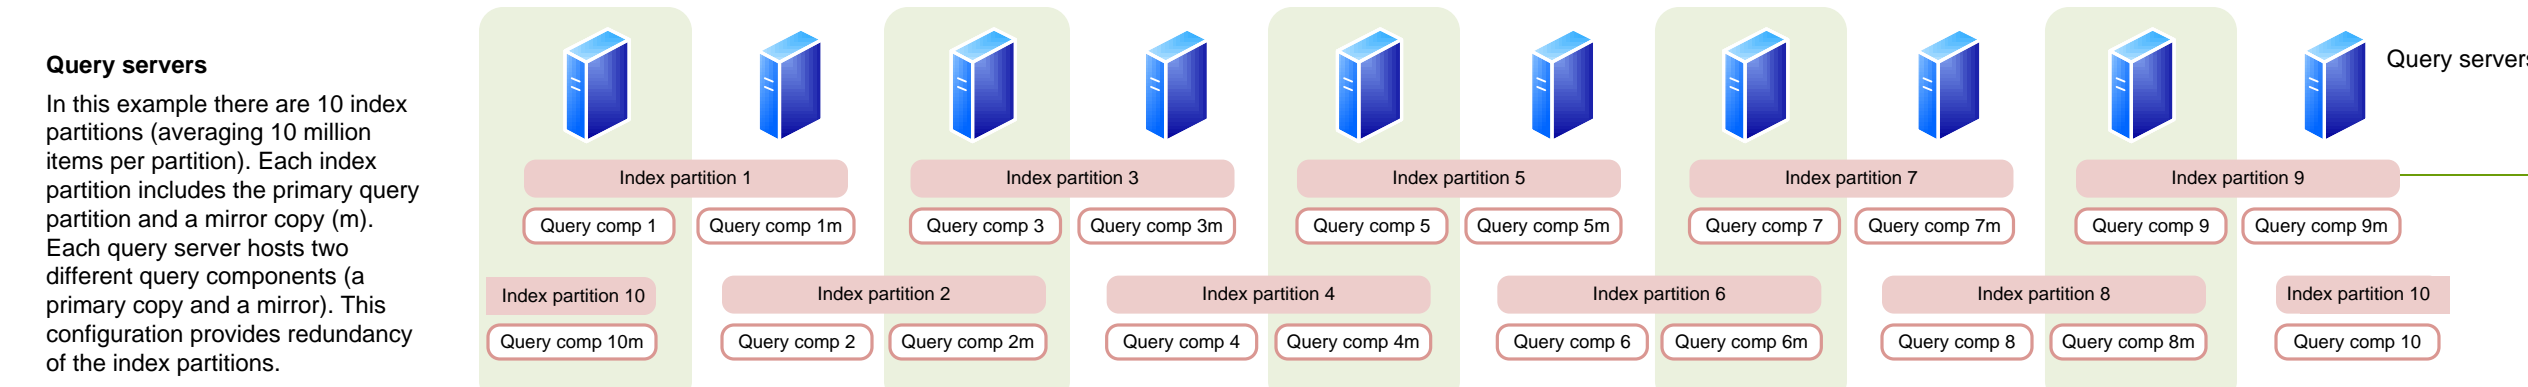 Query servers
In this example there are 10 index
partitions (averaging 10 million
items per partition). Each index
partition includes the primary query
partition and a mirror copy (m).
Each query server hosts two
different query components (a
primary copy and a mirror). This
configuration provides redundancy
of the index partitions.
Query servers
Index partition 1
Index partition 3
Index partition 5
Index partition 7
Index partition 9
Query comp 1
Query comp 1m
Query comp 3
Query comp 3m
Query comp 5
Query comp 5m
Query comp 7
Query comp 7m
Query comp 9
Query comp 9m
Index partition 10
Index partition 2
Index partition 4
Index partition 6
Index partition 8
Index partition 10
Query comp 10m
Query comp 2
Query comp 2m
Query comp 4
Query comp 4m
Query comp 6
Query comp 6m
Query comp 8
Query comp 8m
Query comp 10